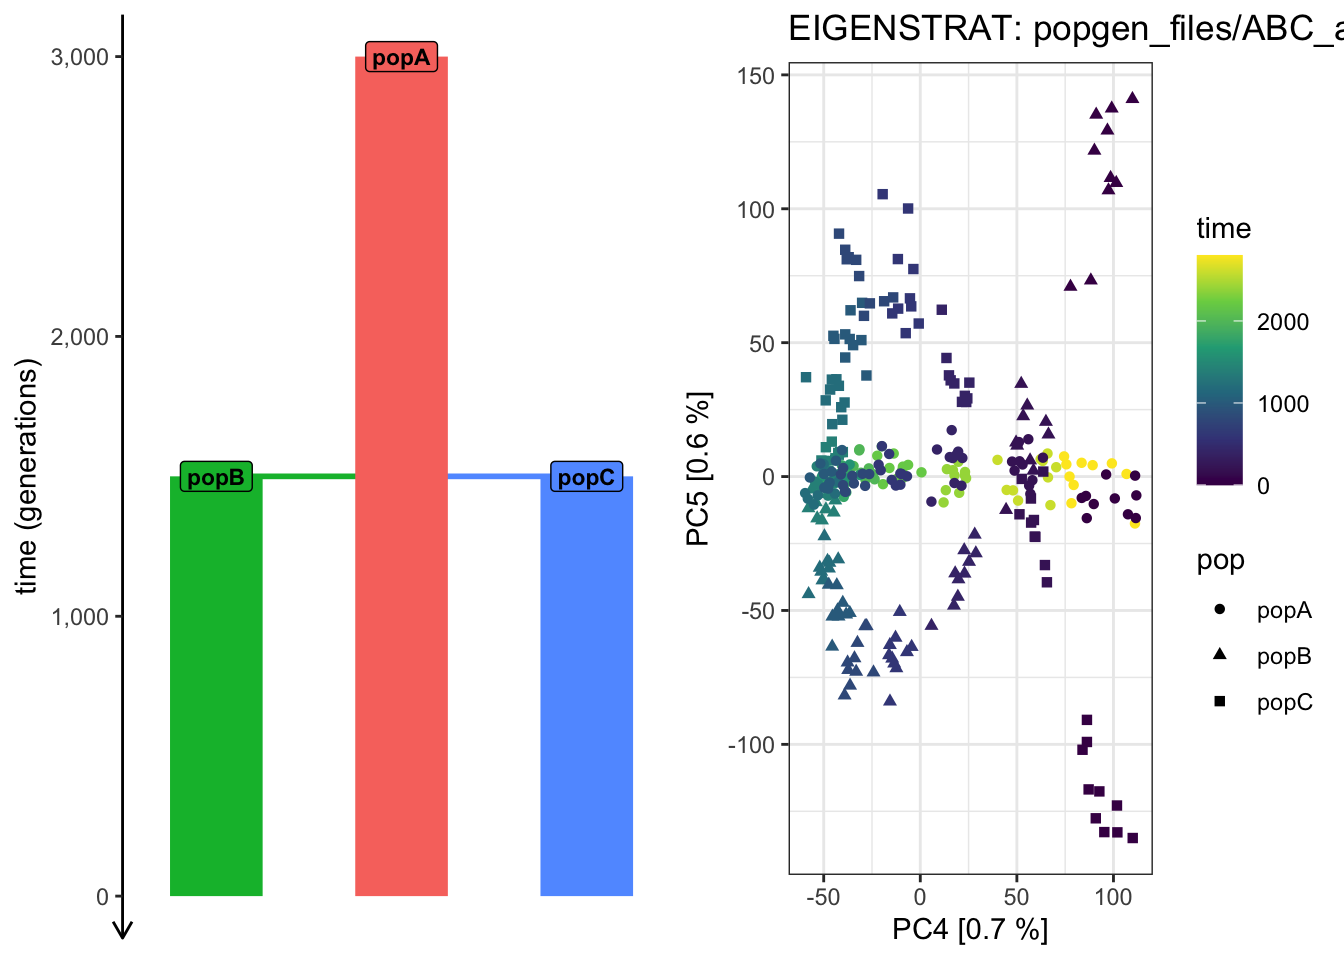 time (generations)
3,000
2,000
1,000
0
popA
popB
popC
EIGENSTRAT: popgen_files/ABC_a
PC5 [0.6 %]
150
100
50
0
-50
-100
-50
0
50
100
PC4 [0.7 %]
time
2000
1000
0
pop
popA
popB
popC